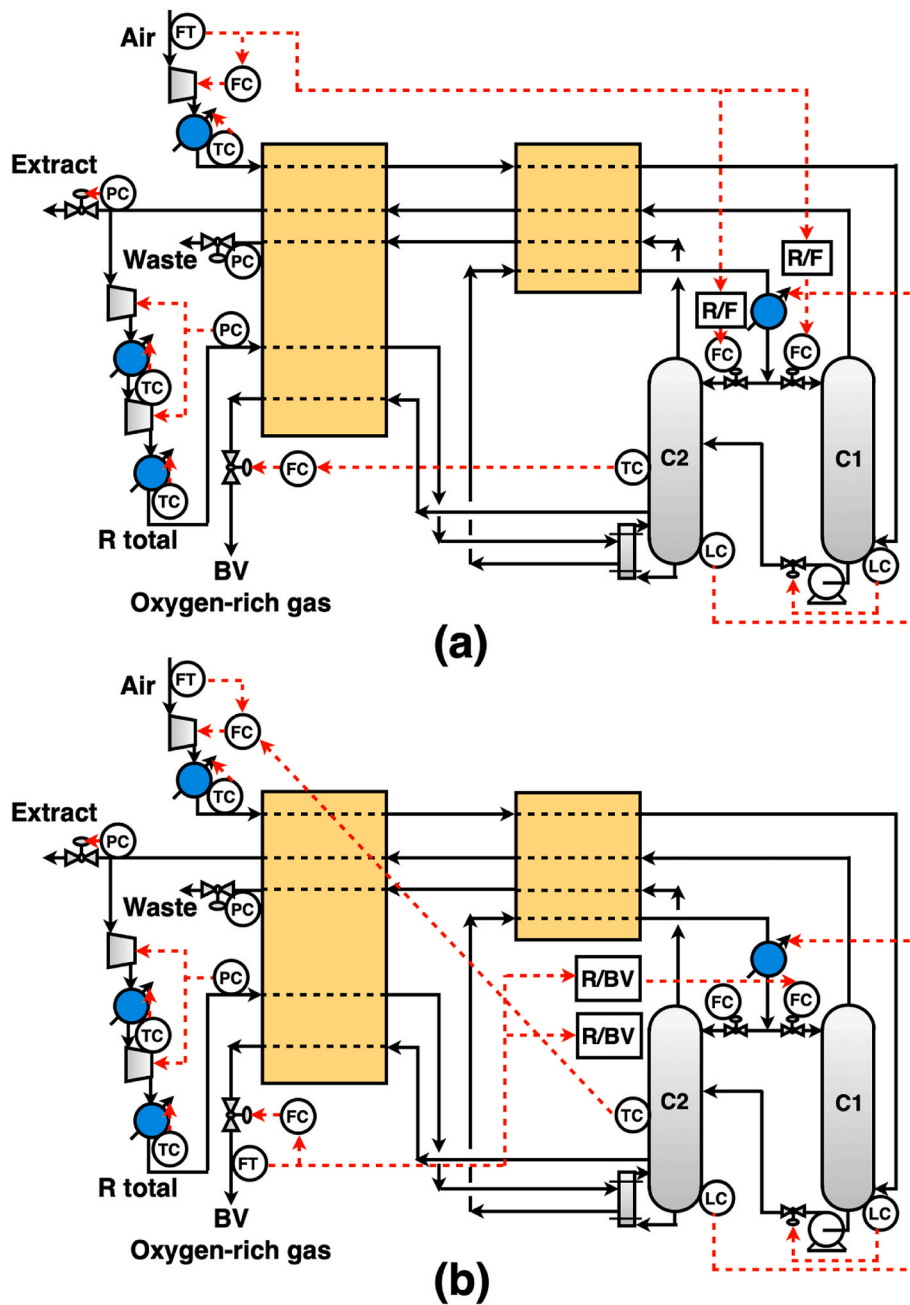 Air
FT
FC
TC
Extract
PC
Waste
PC
R/F
R/F
PC
FC
FC
TC
C2
C1
TC
FC
TC
TC
R total
LC
LC
BV
Oxygen-rich gas
(a)
Air
FT
FC
TC
Extract
PC
Waste
PC
PC
R/BV
FC
FC
R/BV
TC
C2
C1
FC
TC
TC
FT
R total
LC
LC
BV
Oxygen-rich gas
(b)